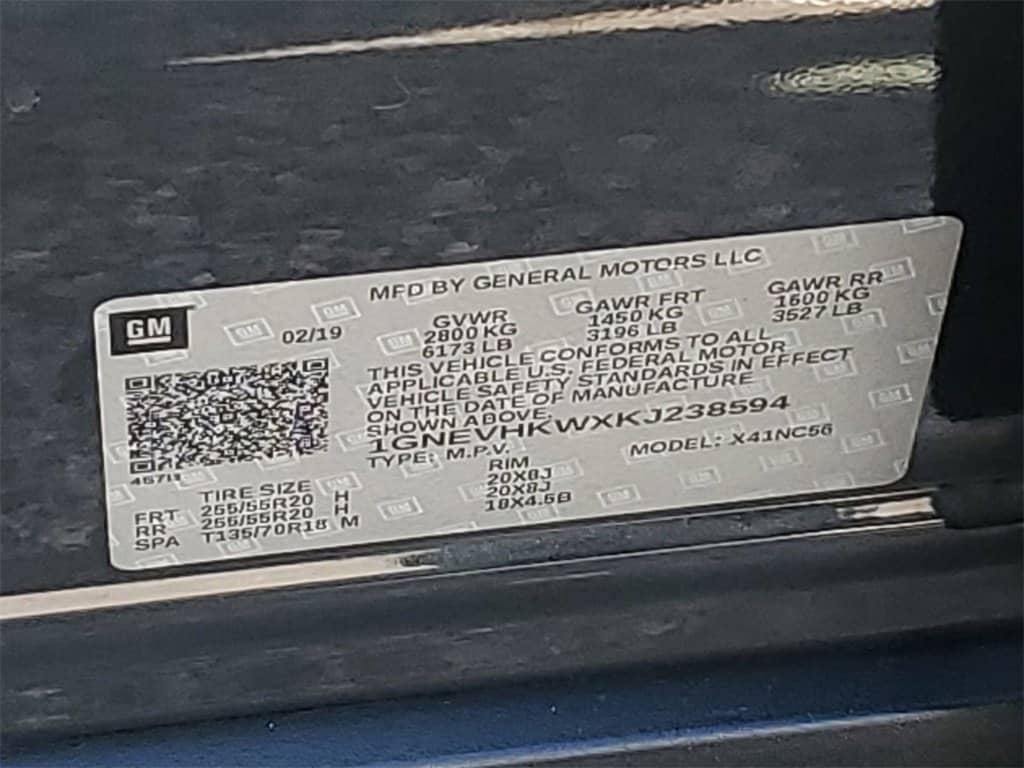 MFD BY GENERAL MOTORS LLC
GM
02/19
GVWR GAWR FRT GAWR RR
2800 KG 1450 KG 1600 KG
6173 LB 3196 LB 3527 LB
THIS VEHICLE CONFORMS TO ALL
APPLICABLE U.S. FEDERAL MOTOR
VEHICLE SAFETY STANDARDS IN EFFECT
ON THE DATE OF MANUFACTURE
SHOWN ABOVE.
1GNEVHKWXKJ238594
TYPE: M.P.V. MODEL: X41NC56
TIRE SIZE RIM
FRT 255/55R20 H 20X8J
RR 255/55R20 H 20X8J
SPA T135/70R18 M 18X4.5B